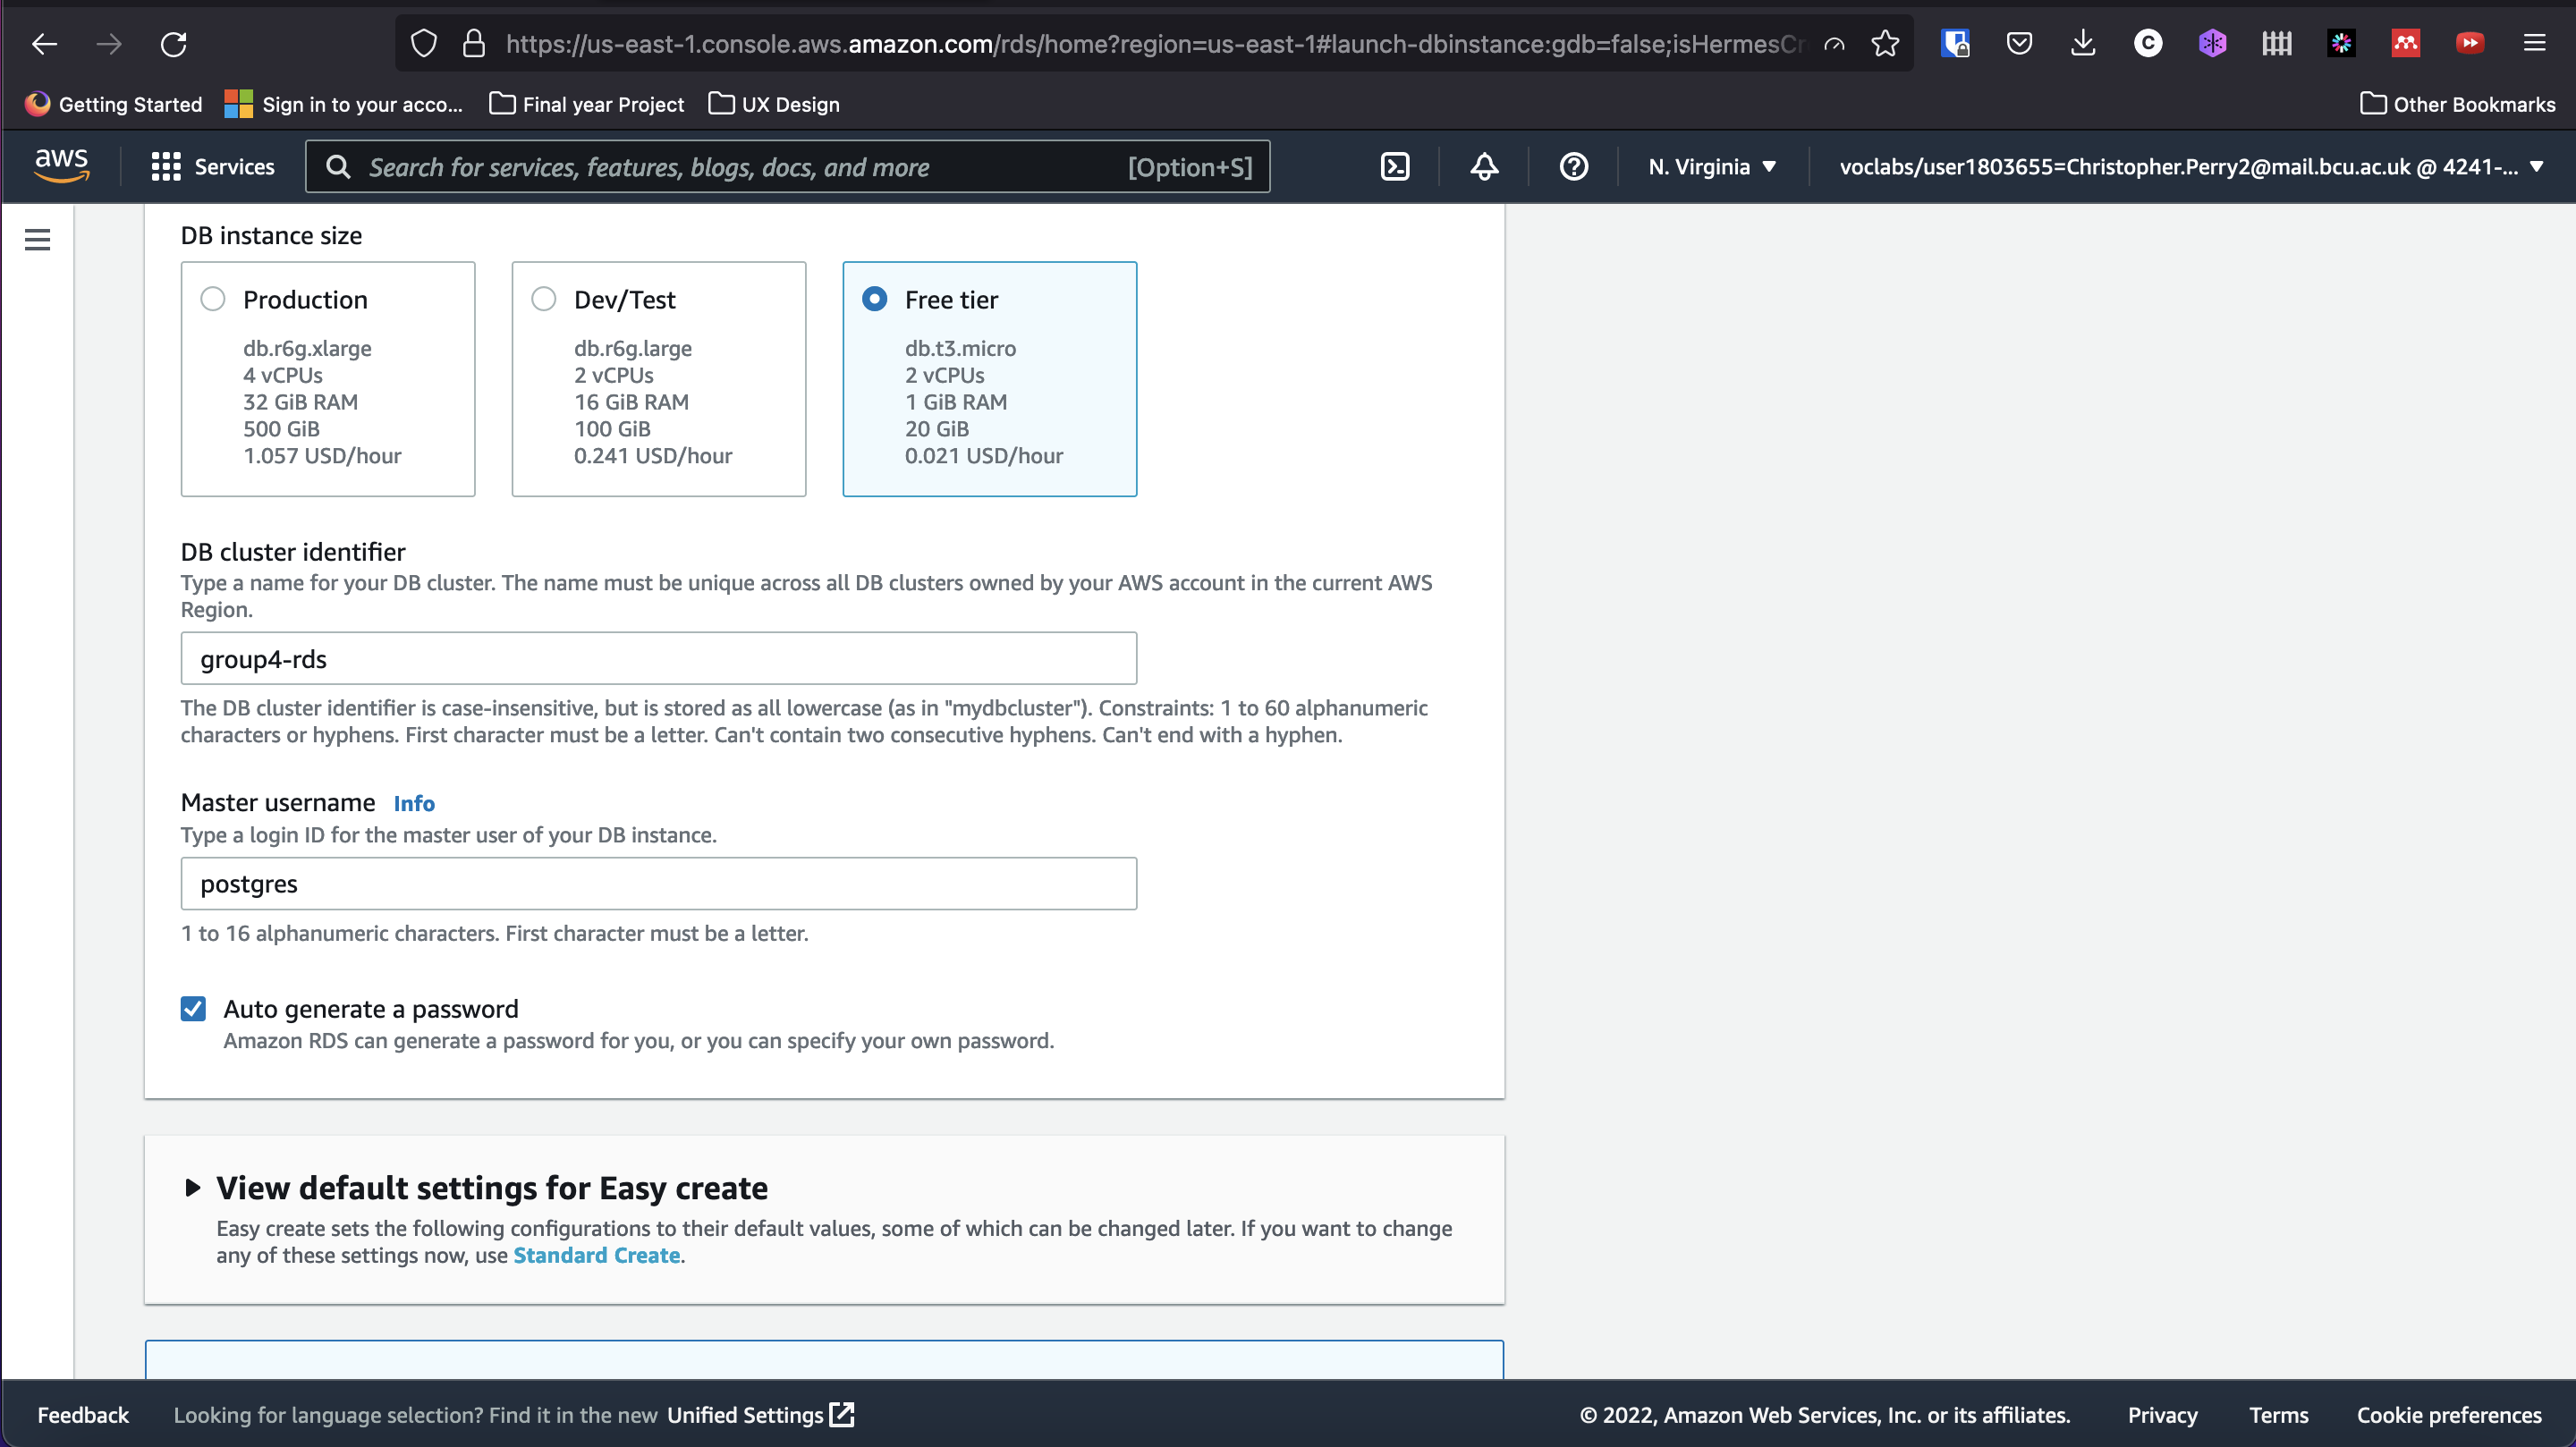 https://us-east-1.console.aws.amazon.com/rds/home?region=us-east-1#launch-dbinstance:gdb=false;isHermesCr
Getting Started
Sign in to your acco...
Final year Project
UX Design
Other Bookmarks
aws
Services
Search for services, features, blogs, docs, and more
[Option+S]
N. Virginia
voclabs/user1803655=Christopher.Perry2@mail.bcu.ac.uk @ 4241-...
DB instance size
Production
db.r6g.xlarge
4 vCPUs
32 GiB RAM
500 GiB
1.057 USD/hour
Dev/Test
db.r6g.large
2 vCPUs
16 GiB RAM
100 GiB
0.241 USD/hour
Free tier
db.t3.micro
2 vCPUs
1 GiB RAM
20 GiB
0.021 USD/hour
DB cluster identifier
Type a name for your DB cluster. The name must be unique across all DB clusters owned by your AWS account in the current AWS
Region.
group4-rds
The DB cluster identifier is case-insensitive, but is stored as all lowercase (as in "mydbcluster"). Constraints: 1 to 60 alphanumeric
characters or hyphens. First character must be a letter. Can't contain two consecutive hyphens. Can't end with a hyphen.
Master username Info
Type a login ID for the master user of your DB instance.
postgres
1 to 16 alphanumeric characters. First character must be a letter.
Auto generate a password
Amazon RDS can generate a password for you, or you can specify your own password.
View default settings for Easy create
Easy create sets the following configurations to their default values, some of which can be changed later. If you want to change
any of these settings now, use Standard Create.
Feedback
Looking for language selection? Find it in the new Unified Settings
© 2022, Amazon Web Services, Inc. or its affiliates.
Privacy
Terms
Cookie preferences